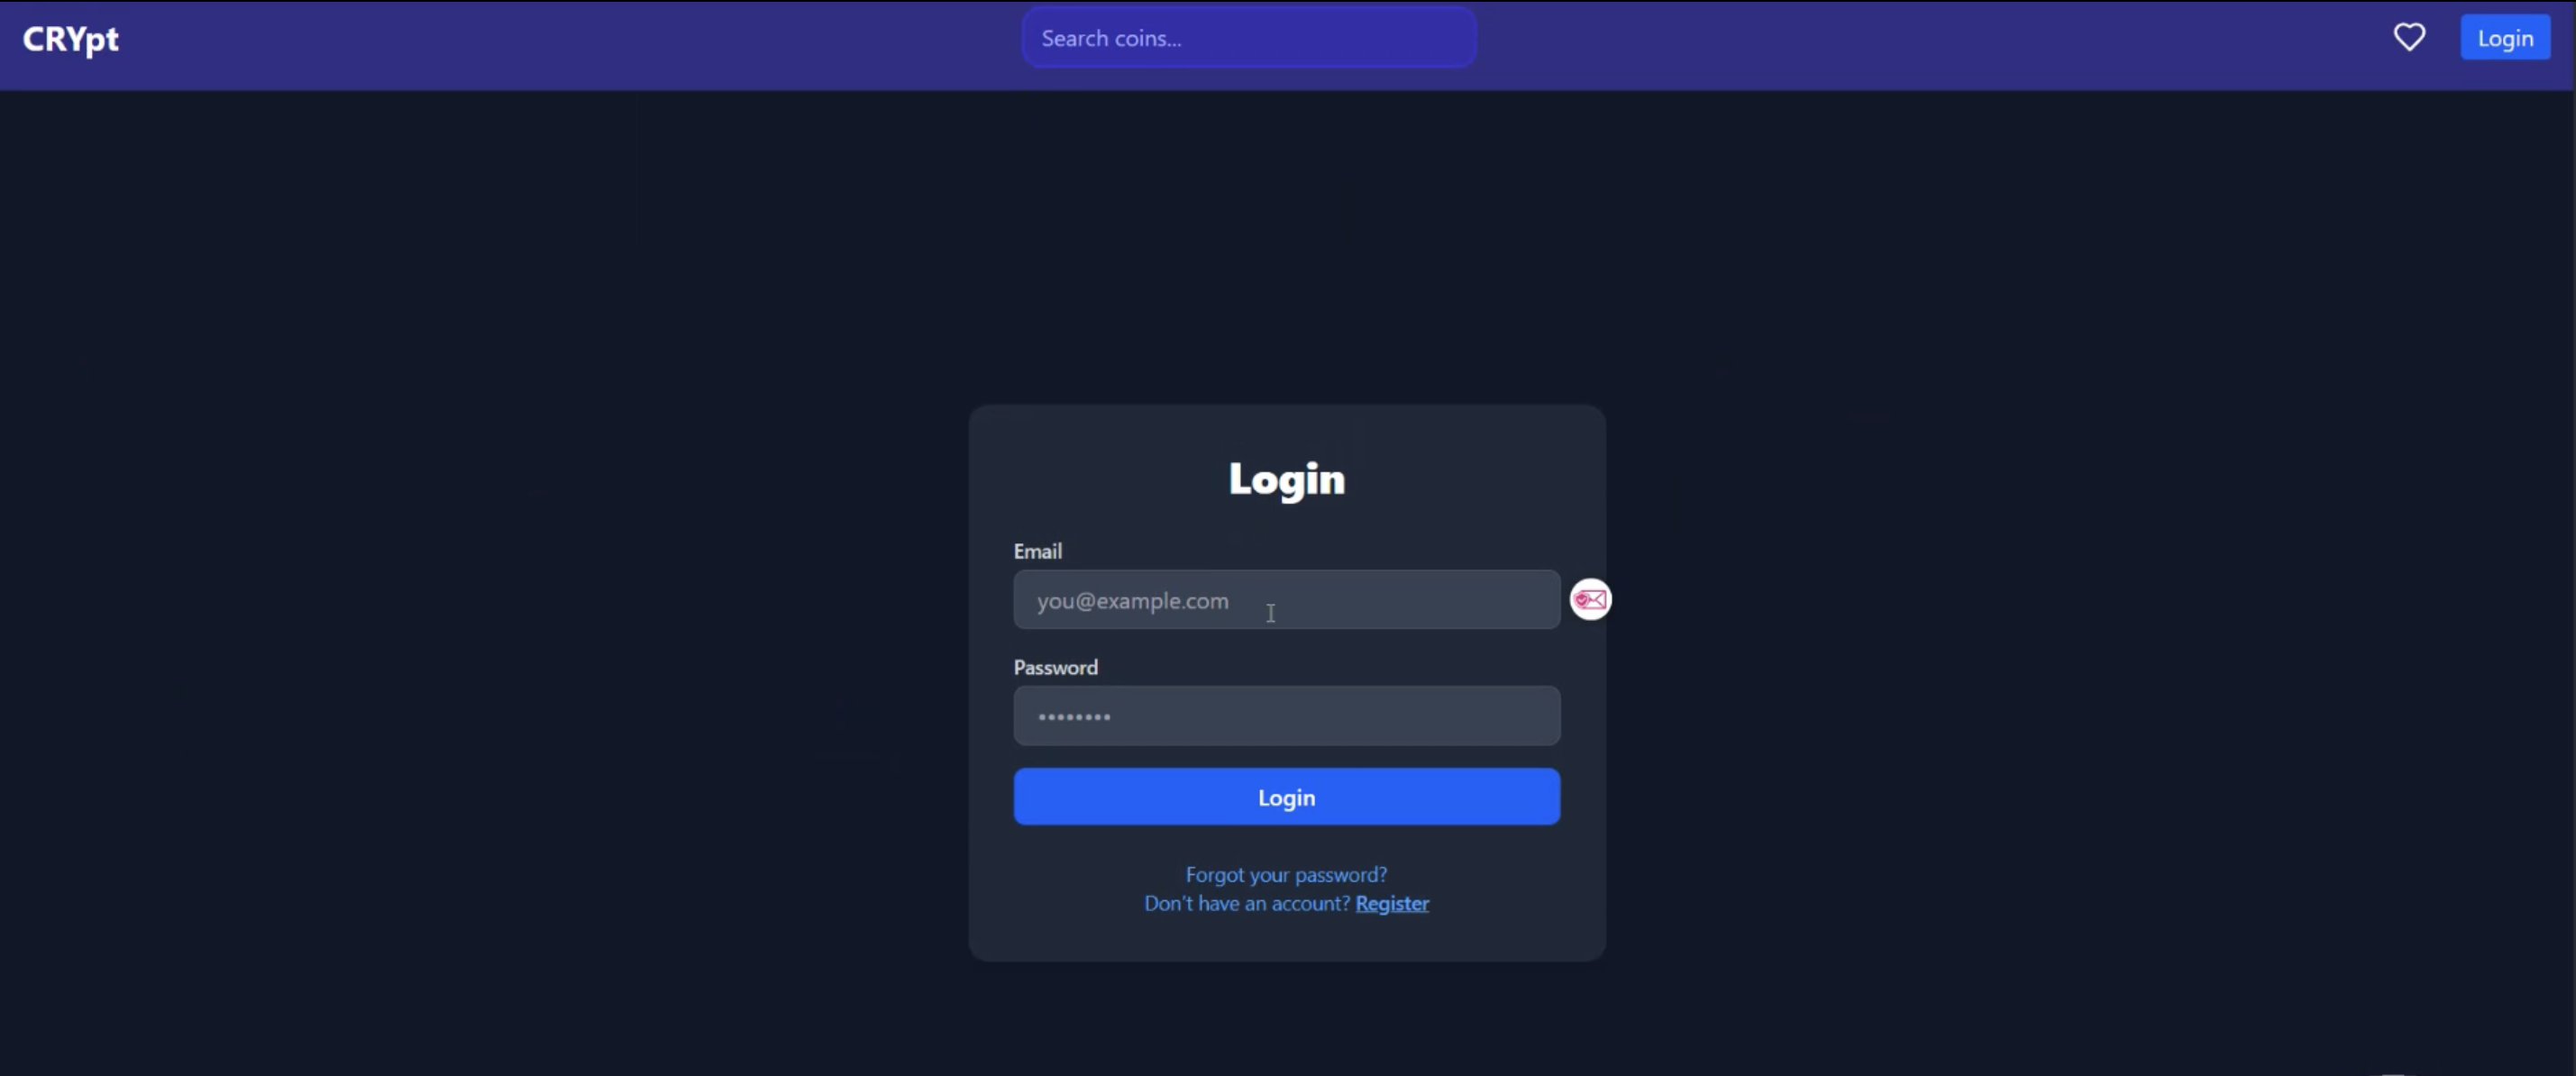 CRYpt
Search coins...
Login
Login
Email
you@example.com
Password
••••••••
Login
Forgot your password?
Don't have an account? Register